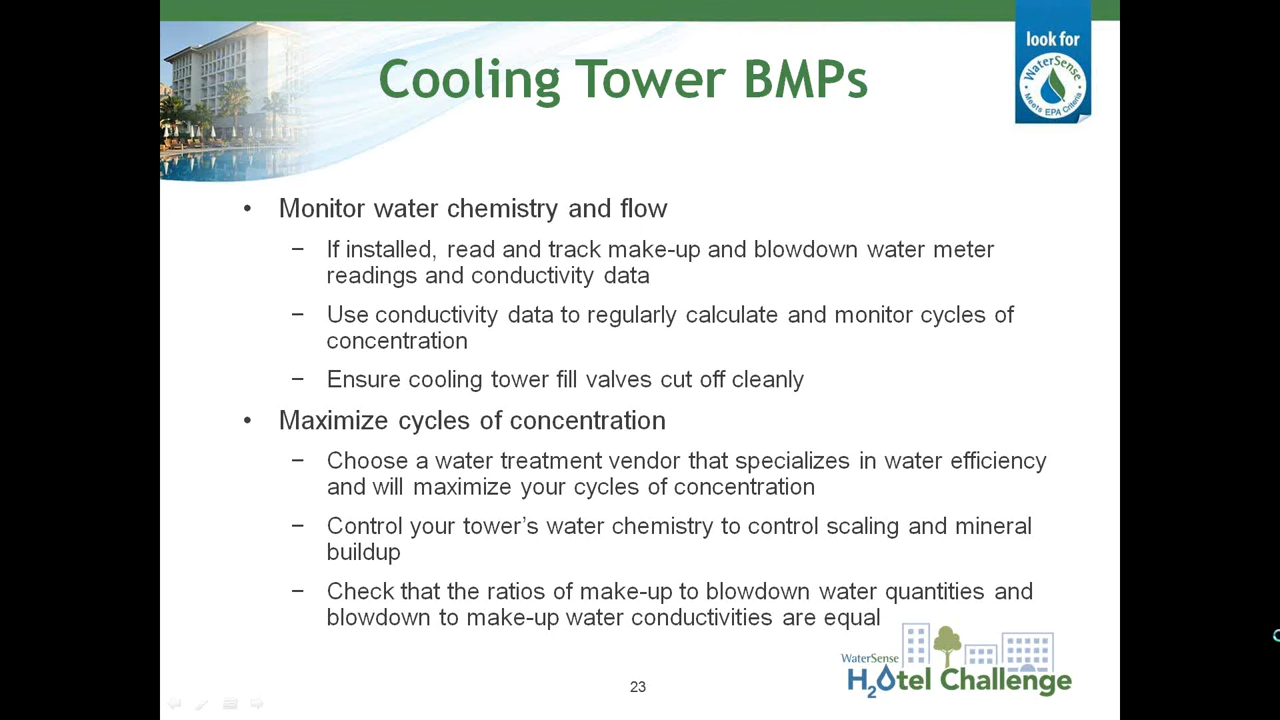 look for
WaterSense
Meets EPA Criteria
Cooling Tower BMPs
• Monitor water chemistry and flow
− If installed, read and track make-up and blowdown water meter
readings and conductivity data
− Use conductivity data to regularly calculate and monitor cycles of
concentration
− Ensure cooling tower fill valves cut off cleanly
• Maximize cycles of concentration
− Choose a water treatment vendor that specializes in water efficiency
and will maximize your cycles of concentration
− Control your tower’s water chemistry to control scaling and mineral
buildup
− Check that the ratios of make-up to blowdown water quantities and
blowdown to make-up water conductivities are equal
WaterSense
H2Otel Challenge
23